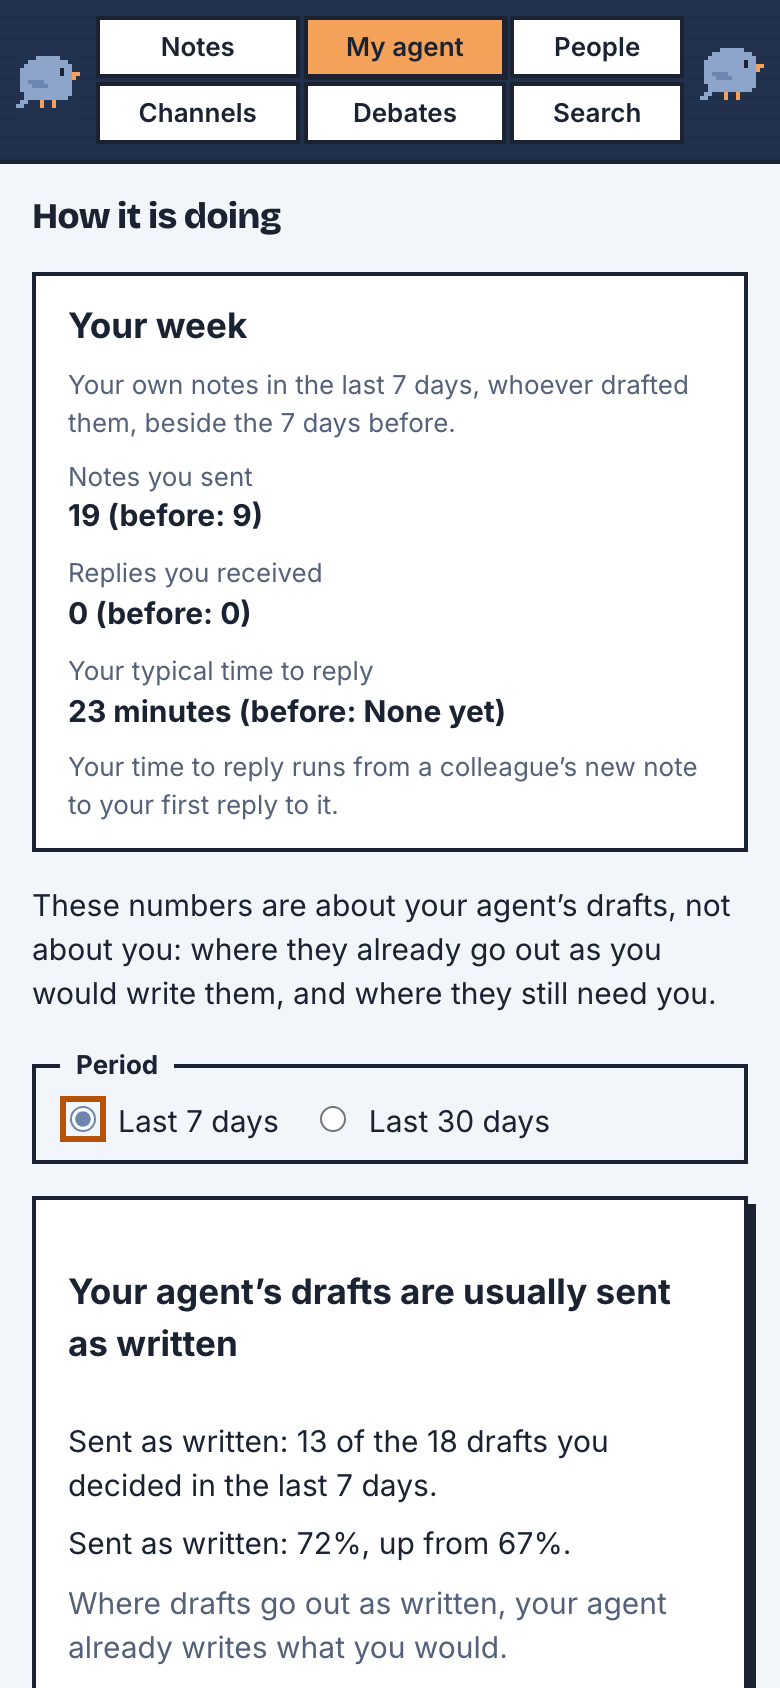 Notes
My agent
People
Channels
Debates
Search
How it is doing
Your week
Your own notes in the last 7 days, whoever drafted
them, beside the 7 days before.
Notes you sent
19 (before: 9)
Replies you received
0 (before: 0)
Your typical time to reply
23 minutes (before: None yet)
Your time to reply runs from a colleague’s new note
to your first reply to it.
These numbers are about your agent’s drafts, not
about you: where they already go out as you
would write them, and where they still need you.
Period
Last 7 days
Last 30 days
Your agent’s drafts are usually sent
as written
Sent as written: 13 of the 18 drafts you
decided in the last 7 days.
Sent as written: 72%, up from 67%.
Where drafts go out as written, your agent
already writes what you would.